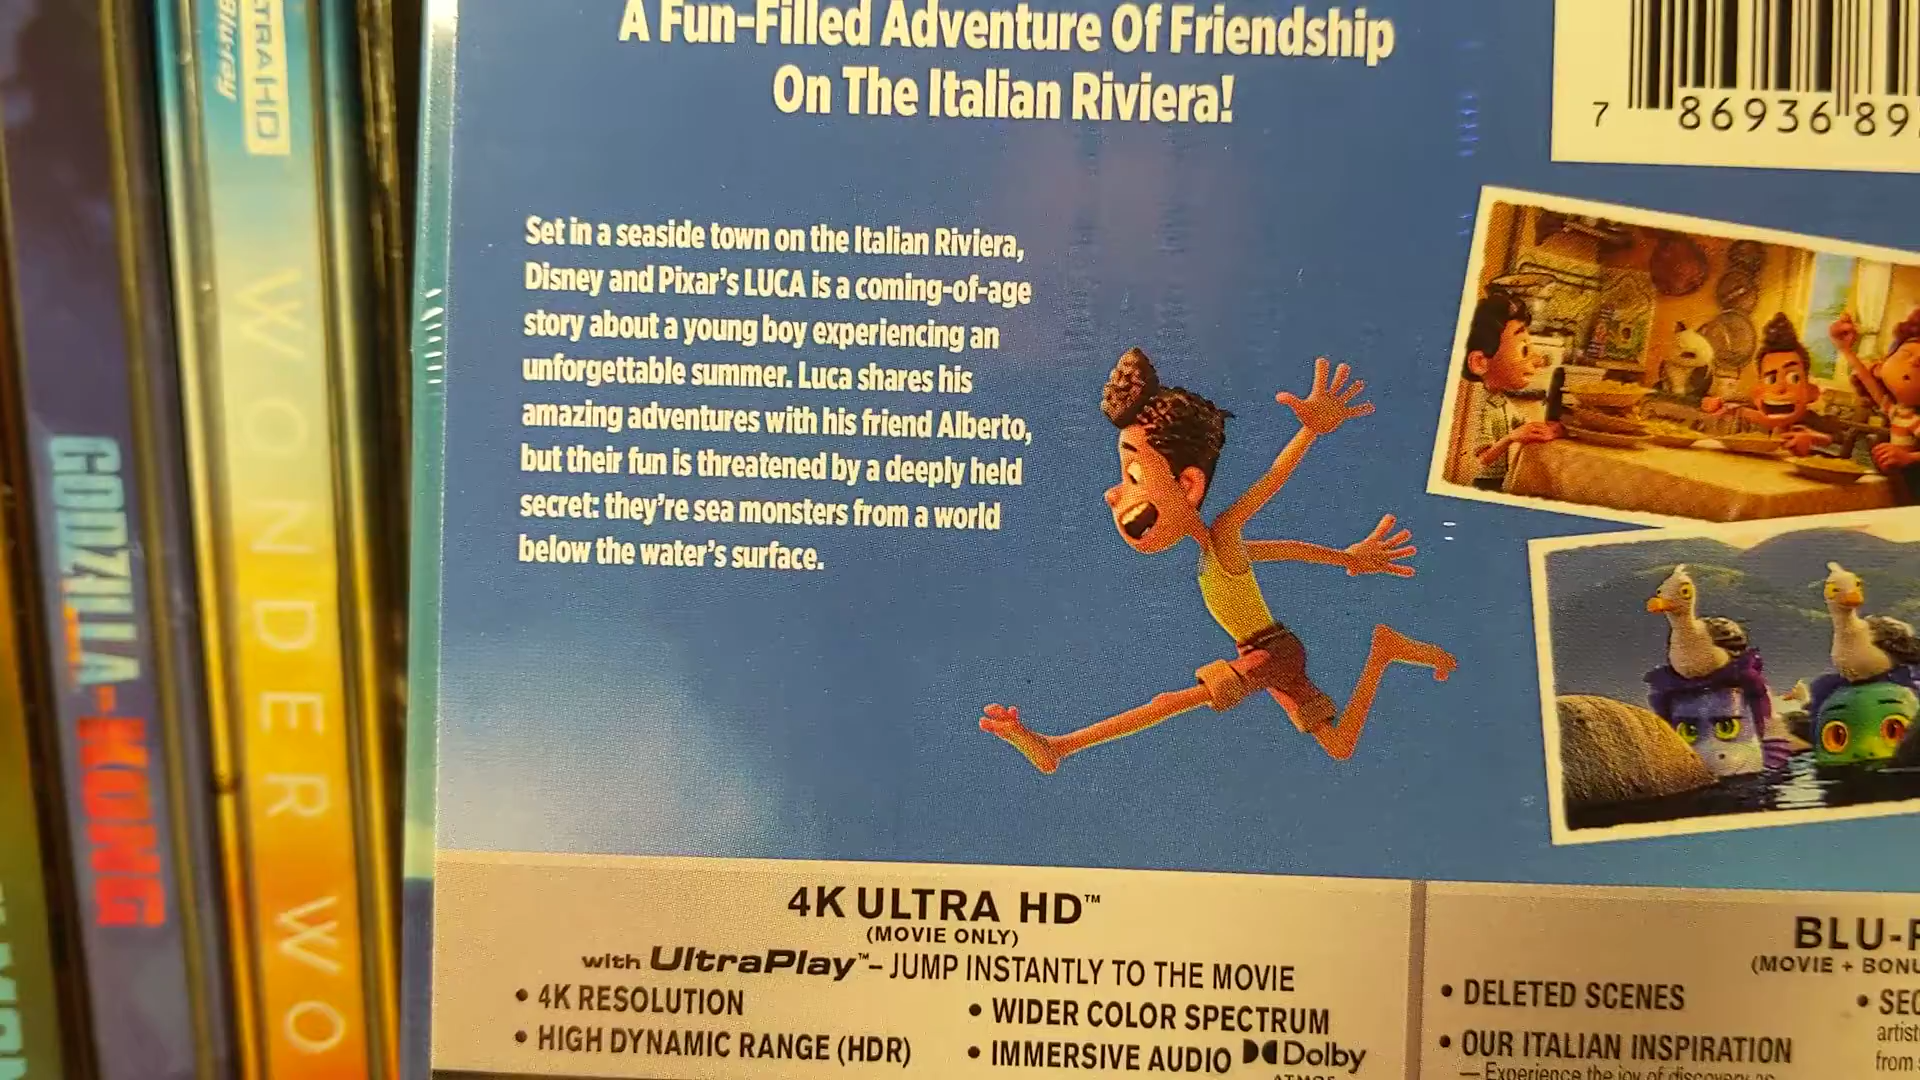 A Fun-Filled Adventure Of Friendship
On The Italian Riviera!
7 86936 89
Set in a seaside town on the Italian Riviera,
Disney and Pixar's LUCA is a coming-of-age
story about a young boy experiencing an
unforgettable summer. Luca shares his
amazing adventures with his friend Alberto,
but their fun is threatened by a deeply held
secret: they're sea monsters from a world
below the water's surface.
4K ULTRA HD™
(MOVIE ONLY)
with UltraPlay™– JUMP INSTANTLY TO THE MOVIE
• 4K RESOLUTION
• HIGH DYNAMIC RANGE (HDR)
• WIDER COLOR SPECTRUM
• IMMERSIVE AUDIO Dolby
ATMOS
BLU-R
(MOVIE + BONU
• DELETED SCENES
• OUR ITALIAN INSPIRATION
— Experience the joy of discovery as
• SEC
artist
from
GODZILLA
KONG
WONDER WO
TRAHD
Blu-ray